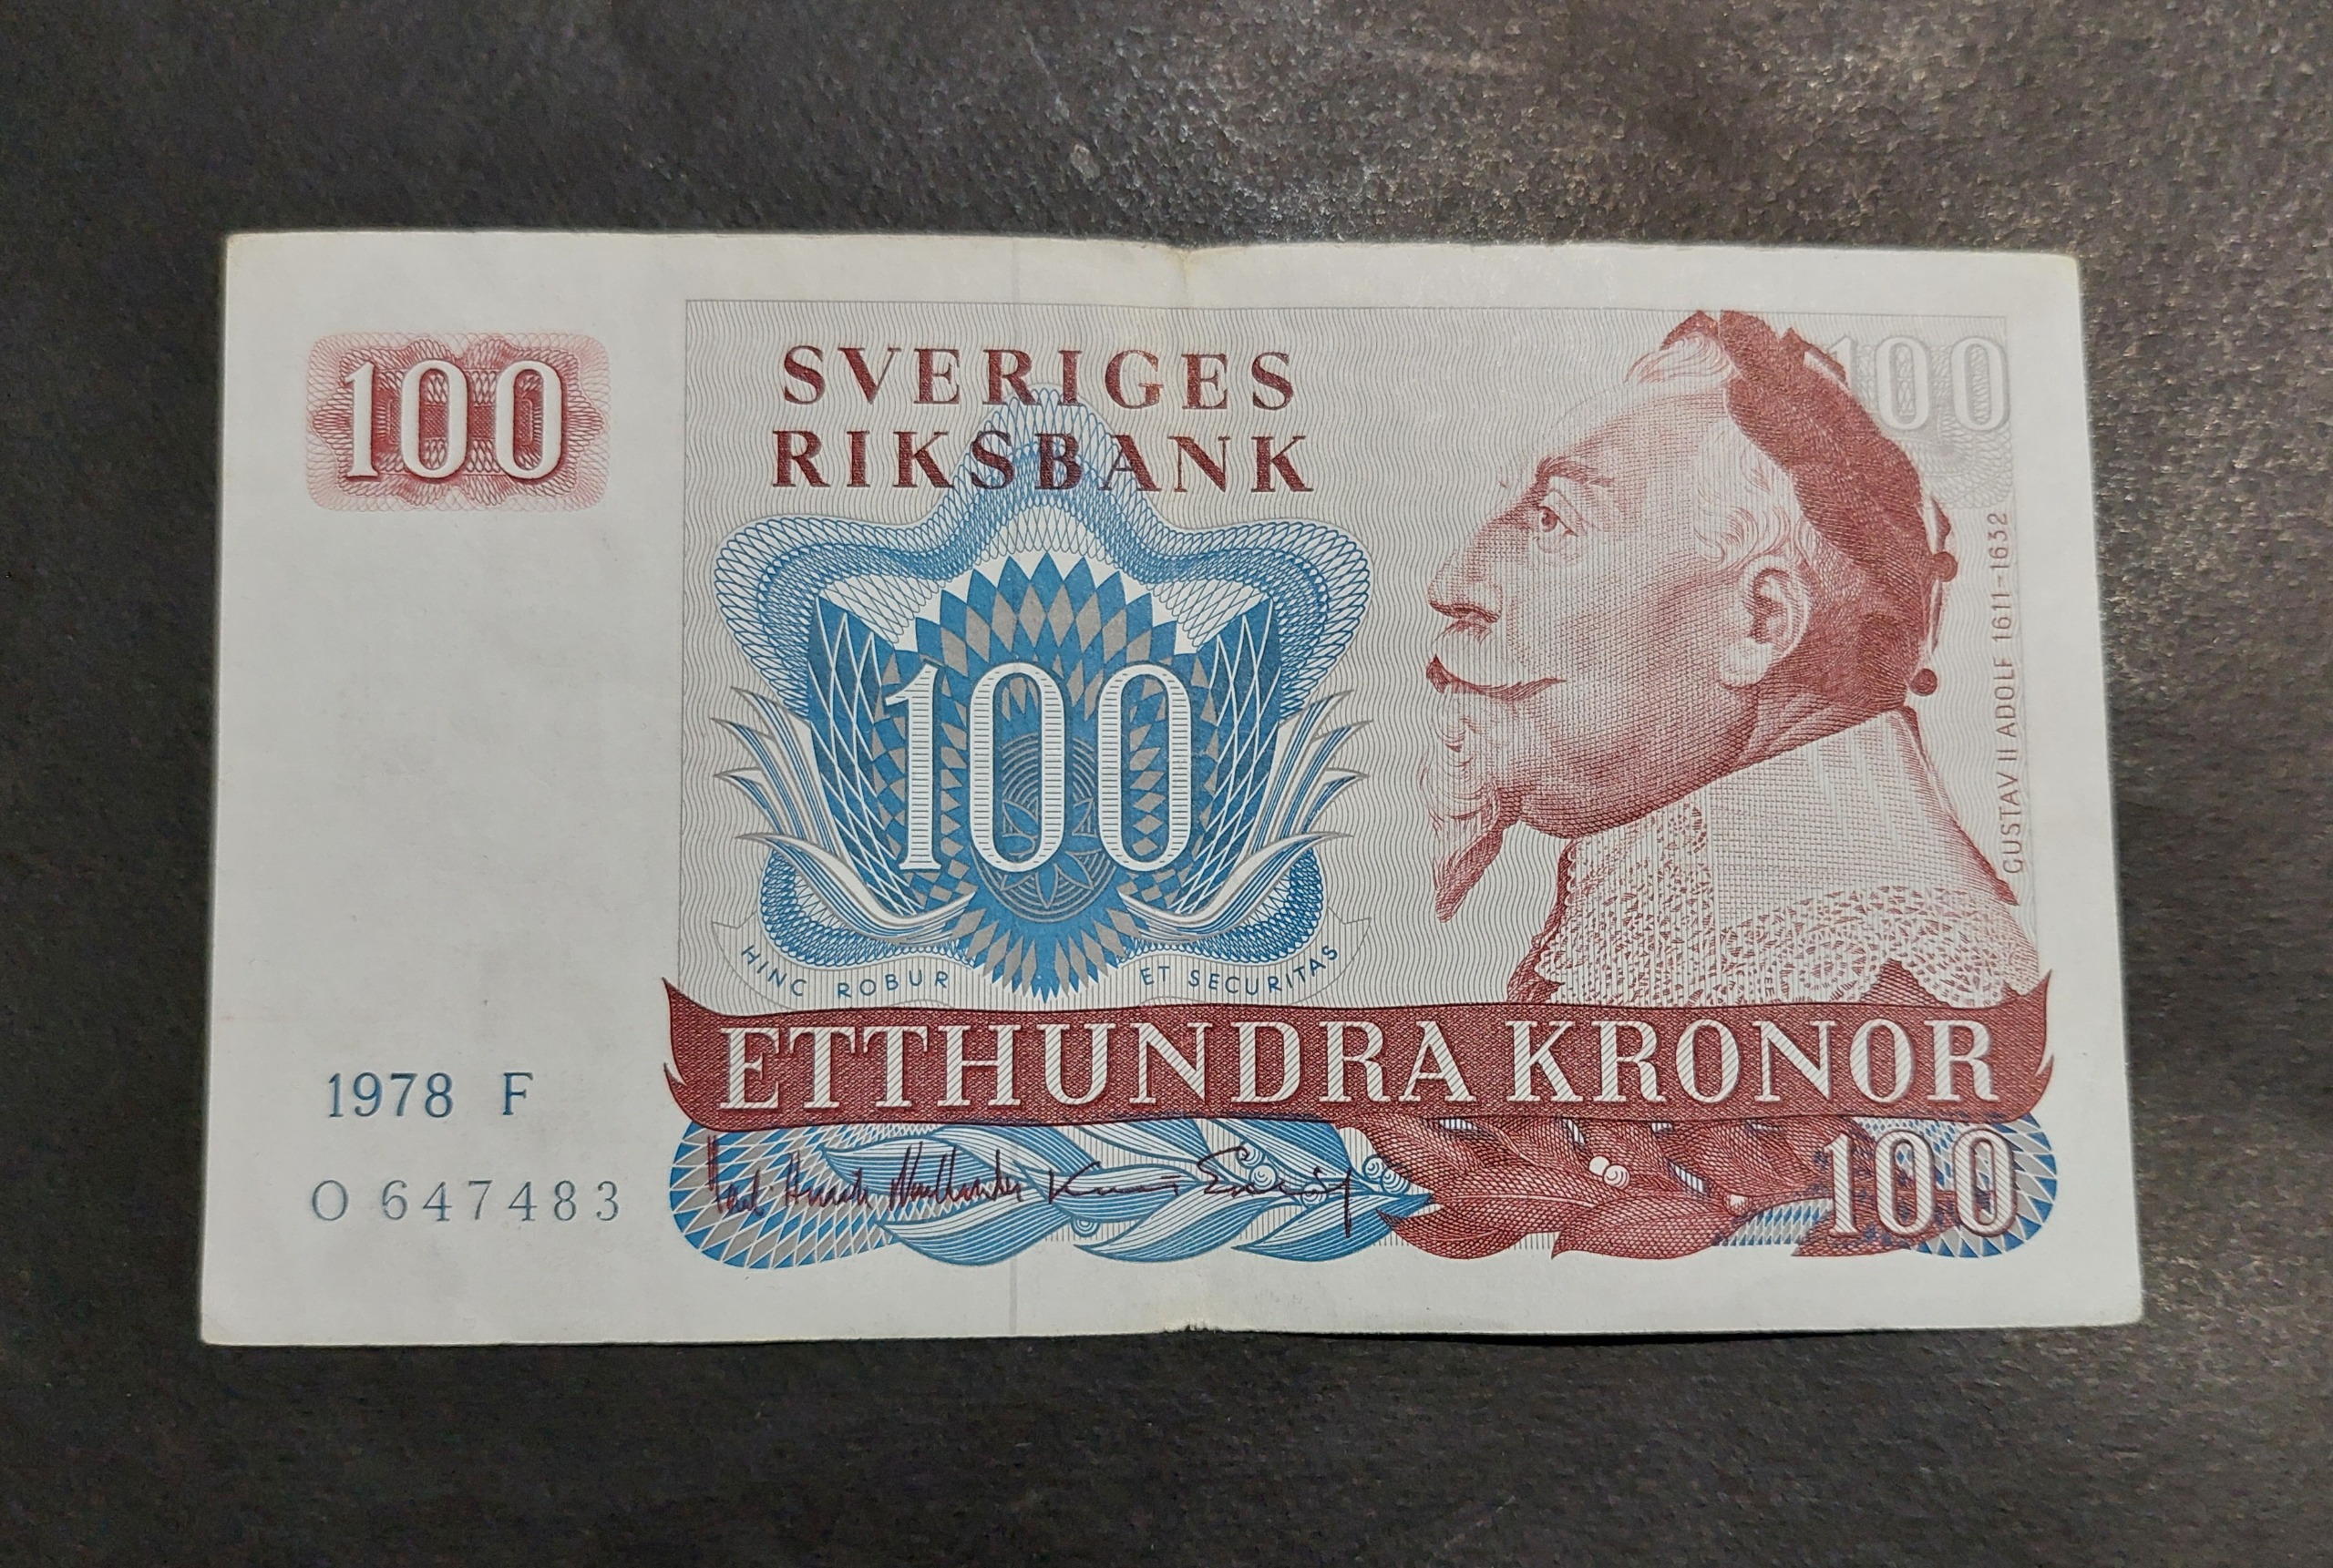 100
SVERIGES
RIKSBANK
100
100
HINC ROBUR ET SECURITAS
GUSTAV II ADOLF 1611-1632
ETTHUNDRA KRONOR
1978 F
O 647483
100